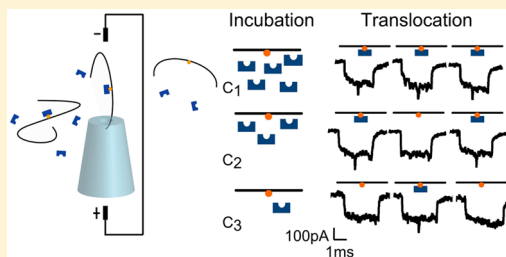 Incubation Translocation
−
C1
C2
C3
+
100pA
1ms